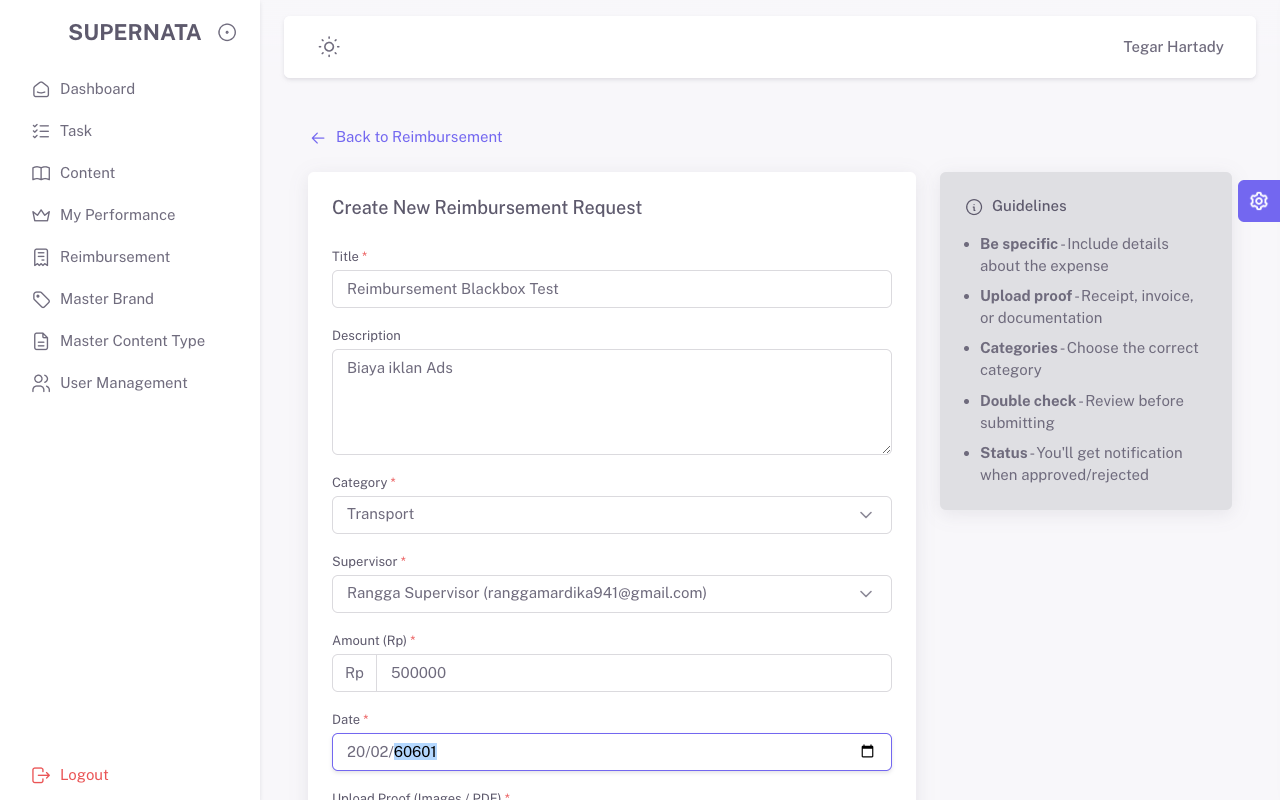 SUPERNATA
Dashboard
Task
Content
My Performance
Reimbursement
Master Brand
Master Content Type
User Management
Logout
Tegar Hartady
Back to Reimbursement
Create New Reimbursement Request
Title *
Reimbursement Blackbox Test
Description
Biaya iklan Ads
Category *
Transport
Supervisor *
Rangga Supervisor (ranggamardika941@gmail.com)
Amount (Rp) *
Rp 500000
Date *
20/02/60601
Upload Proof (Images / PDF) *
Guidelines
Be specific - Include details
about the expense
Upload proof - Receipt, invoice,
or documentation
Categories - Choose the correct
category
Double check - Review before
submitting
Status - You'll get notification
when approved/rejected